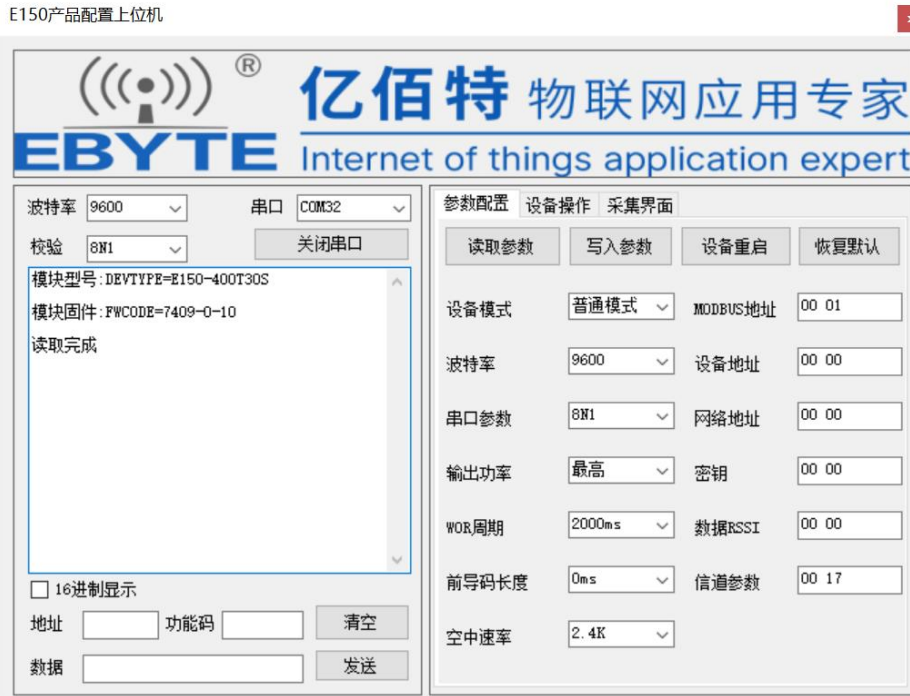 E150产品配置上位机
®
亿佰特 物联网应用专家
EBYTE Internet of things application expert
波特率 9600 串口 COM32
校验 8N1 关闭串口
模块型号:DEVTYPE=E150-400T30S
模块固件:FWCODE=7409-0-10
读取完成
16进制显示
地址 功能码 清空
数据 发送
参数配置 设备操作 采集界面
读取参数 写入参数 设备重启 恢复默认
设备模式 普通模式 MODBUS地址 00 01
波特率 9600 设备地址 00 00
串口参数 8N1 网络地址 00 00
输出功率 最高 密钥 00 00
WOR周期 2000ms 数据RSSI 00 00
前导码长度 0ms 信道参数 00 17
空中速率 2.4K